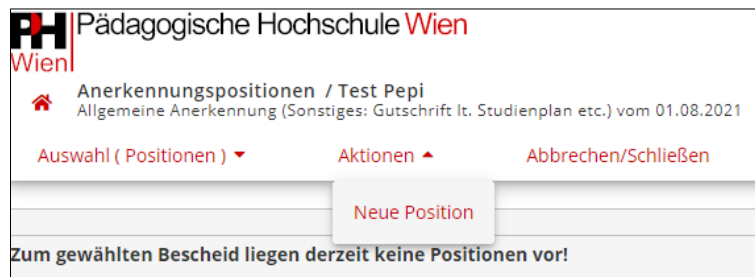 PH Pädagogische Hochschule Wien
Wien
Anerkennungspositionen / Test Pepi
Allgemeine Anerkennung (Sonstiges: Gutschrift lt. Studienplan etc.) vom 01.08.2021
Auswahl ( Positionen ) Aktionen Abbrechen/Schließen
Neue Position
Zum gewählten Bescheid liegen derzeit keine Positionen vor!